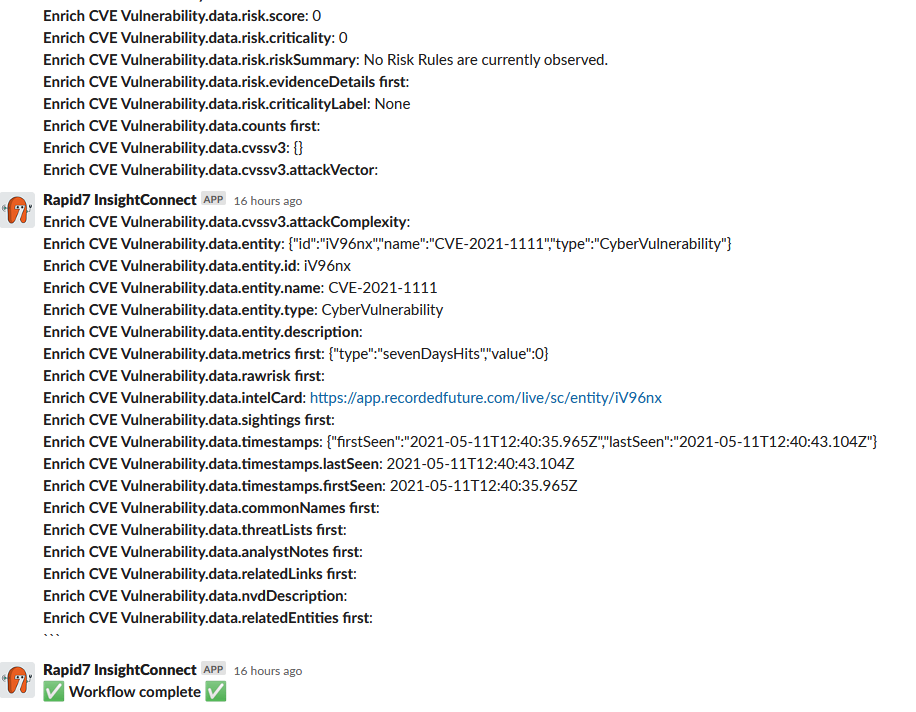 Enrich CVE Vulnerability.data.risk.score: 0
Enrich CVE Vulnerability.data.risk.criticality: 0
Enrich CVE Vulnerability.data.risk.riskSummary: No Risk Rules are currently observed.
Enrich CVE Vulnerability.data.risk.evidenceDetails first:
Enrich CVE Vulnerability.data.risk.criticalityLabel: None
Enrich CVE Vulnerability.data.counts first:
Enrich CVE Vulnerability.data.cvssv3: {}
Enrich CVE Vulnerability.data.cvssv3.attackVector:
Rapid7 InsightConnect APP 16 hours ago
Enrich CVE Vulnerability.data.cvssv3.attackComplexity:
Enrich CVE Vulnerability.data.entity: {"id":"iV96nx","name":"CVE-2021-1111","type":"CyberVulnerability"}
Enrich CVE Vulnerability.data.entity.id: iV96nx
Enrich CVE Vulnerability.data.entity.name: CVE-2021-1111
Enrich CVE Vulnerability.data.entity.type: CyberVulnerability
Enrich CVE Vulnerability.data.entity.description:
Enrich CVE Vulnerability.data.metrics first: {"type":"sevenDaysHits","value":0}
Enrich CVE Vulnerability.data.rawrisk first:
Enrich CVE Vulnerability.data.intelCard: https://app.recordedfuture.com/live/sc/entity/iV96nx
Enrich CVE Vulnerability.data.sightings first:
Enrich CVE Vulnerability.data.timestamps: {"firstSeen":"2021-05-11T12:40:35.965Z","lastSeen":"2021-05-11T12:40:43.104Z"}
Enrich CVE Vulnerability.data.timestamps.lastSeen: 2021-05-11T12:40:43.104Z
Enrich CVE Vulnerability.data.timestamps.firstSeen: 2021-05-11T12:40:35.965Z
Enrich CVE Vulnerability.data.commonNames first:
Enrich CVE Vulnerability.data.threatLists first:
Enrich CVE Vulnerability.data.analystNotes first:
Enrich CVE Vulnerability.data.relatedLinks first:
Enrich CVE Vulnerability.data.nvdDescription:
Enrich CVE Vulnerability.data.relatedEntities first:
```
Rapid7 InsightConnect APP 16 hours ago
✅ Workflow complete ✅